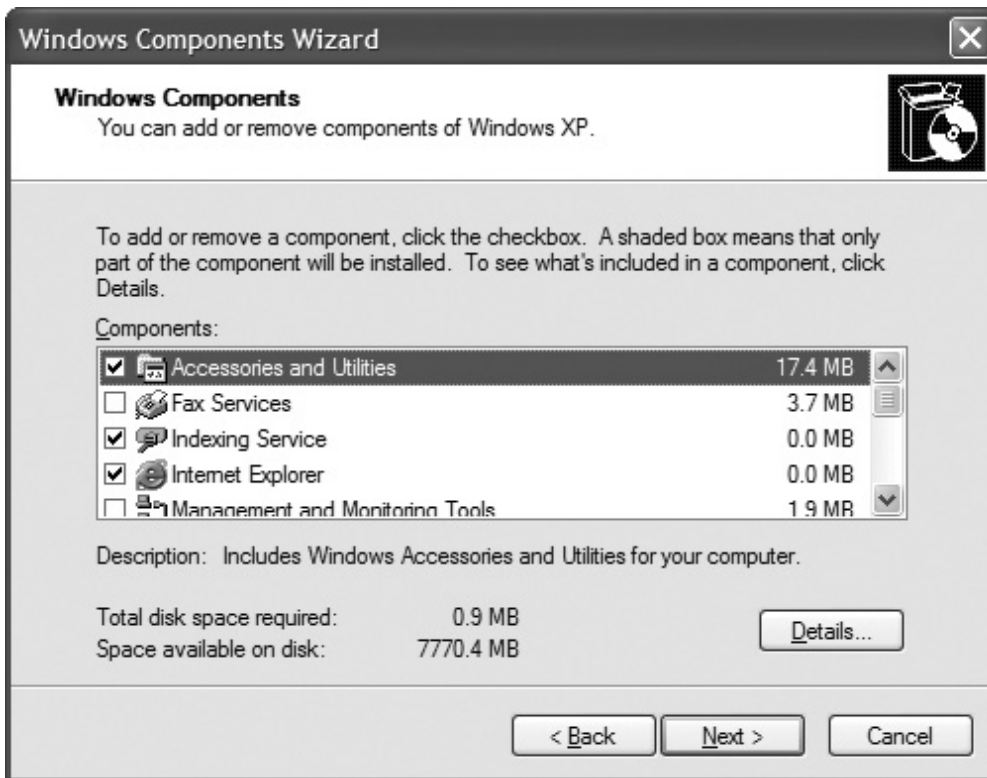 Windows Components Wizard
Windows Components
You can add or remove components of Windows XP.
To add or remove a component, click the checkbox. A shaded box means that only
part of the component will be installed. To see what's included in a component, click
Details.
Components:
Accessories and Utilities 17.4 MB
Fax Services 3.7 MB
Indexing Service 0.0 MB
Internet Explorer 0.0 MB
Management and Monitoring Tools 1.9 MB
Description: Includes Windows Accessories and Utilities for your computer.
Total disk space required: 0.9 MB
Space available on disk: 7770.4 MB
Details...
< Back Next > Cancel